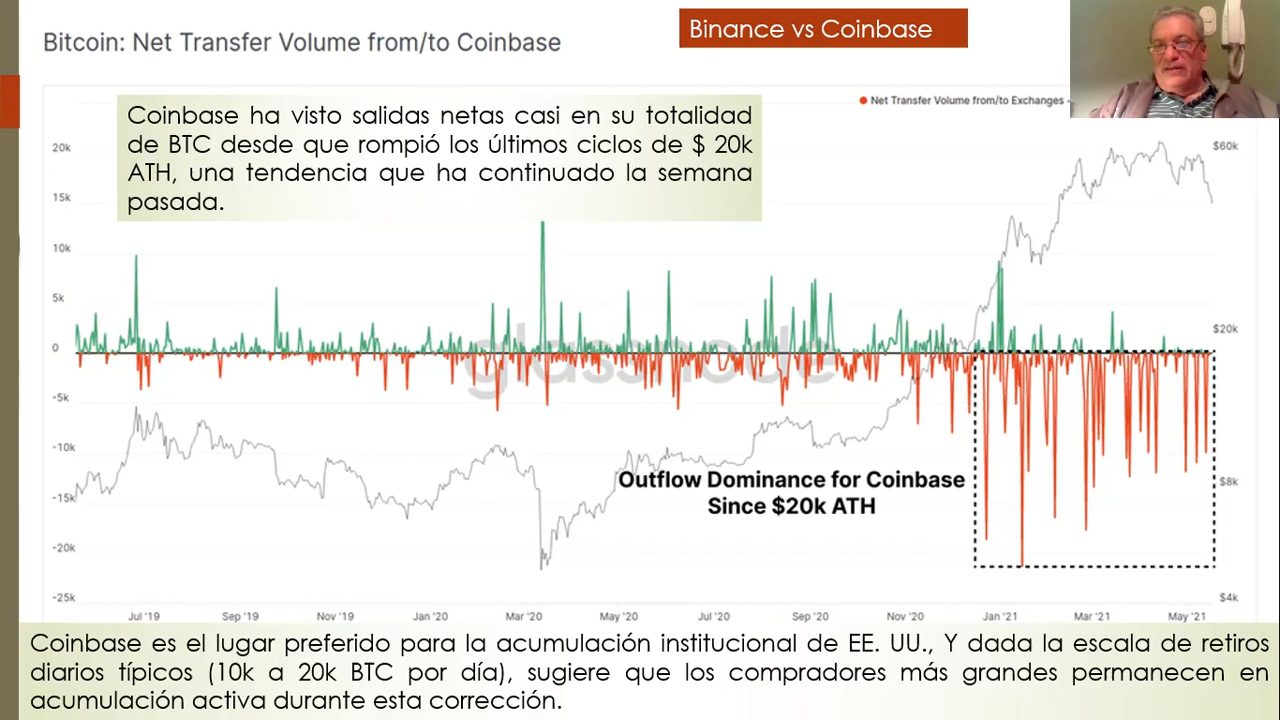 Bitcoin: Net Transfer Volume from/to Coinbase
Binance vs Coinbase
Net Transfer Volume from/to Exchanges
Coinbase ha visto salidas netas casi en su totalidad
de BTC desde que rompió los últimos ciclos de $ 20k
ATH, una tendencia que ha continuado la semana
pasada.
20k
15k
10k
5k
0
-5k
-10k
-15k
-20k
-25k
$60k
$20k
$8k
$4k
glassnode
Outflow Dominance for Coinbase
Since $20k ATH
Jul '19 Sep '19 Nov '19 Jan '20 Mar '20 May '20 Jul '20 Sep '20 Nov '20 Jan '21 Mar '21 May '21
Coinbase es el lugar preferido para la acumulación institucional de EE. UU., Y dada la escala de retiros
diarios típicos (10k a 20k BTC por día), sugiere que los compradores más grandes permanecen en
acumulación activa durante esta corrección.